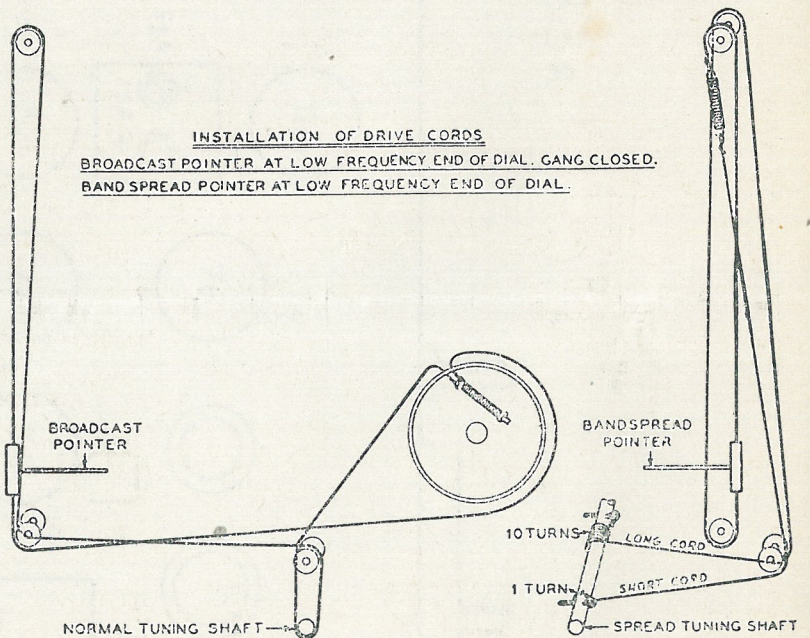 INSTALLATION OF DRIVE CORDS
BROADCAST POINTER AT LOW FREQUENCY END OF DIAL. GANG CLOSED.
BAND SPREAD POINTER AT LOW FREQUENCY END OF DIAL.
BROADCAST
POINTER
BANDSPREAD
POINTER
10 TURNS
LONG CORD
1 TURN
SHORT CORD
NORMAL TUNING SHAFT
SPREAD TUNING SHAFT